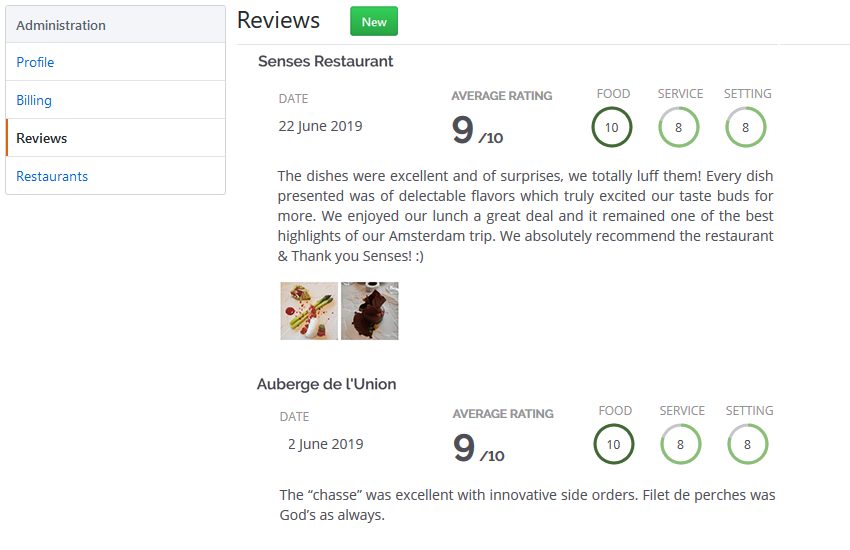 Administration
Profile
Billing
Reviews
Restaurants
Reviews New
Senses Restaurant
DATE AVERAGE RATING FOOD SERVICE SETTING
22 June 2019 9 /10 10 8 8
The dishes were excellent and of surprises, we totally luff them! Every dish
presented was of delectable flavors which truly excited our taste buds for
more. We enjoyed our lunch a great deal and it remained one of the best
highlights of our Amsterdam trip. We absolutely recommend the restaurant
& Thank you Senses! :)
Auberge de l'Union
DATE AVERAGE RATING FOOD SERVICE SETTING
2 June 2019 9 /10 10 8 8
The “chasse” was excellent with innovative side orders. Filet de perches was
God’s as always.